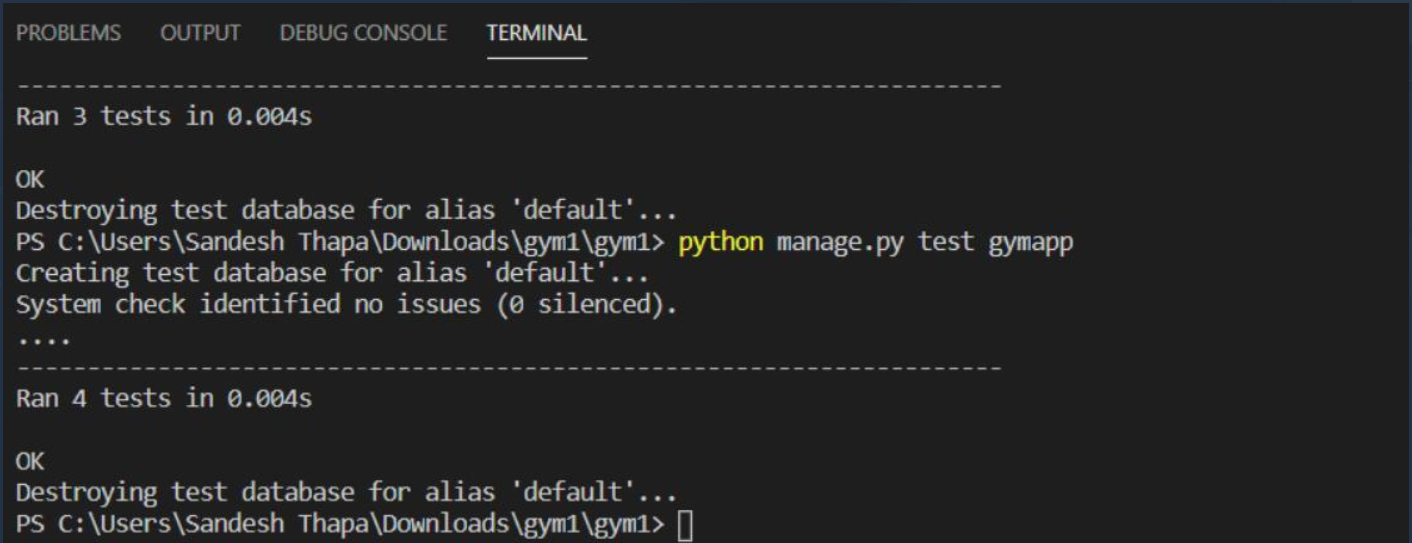 PROBLEMS OUTPUT DEBUG CONSOLE TERMINAL
----------------------------------------------------------------------
Ran 3 tests in 0.004s
OK
Destroying test database for alias 'default'...
PS C:\Users\Sandesh Thapa\Downloads\gym1\gym1> python manage.py test gymapp
Creating test database for alias 'default'...
System check identified no issues (0 silenced).
....
----------------------------------------------------------------------
Ran 4 tests in 0.004s
OK
Destroying test database for alias 'default'...
PS C:\Users\Sandesh Thapa\Downloads\gym1\gym1>